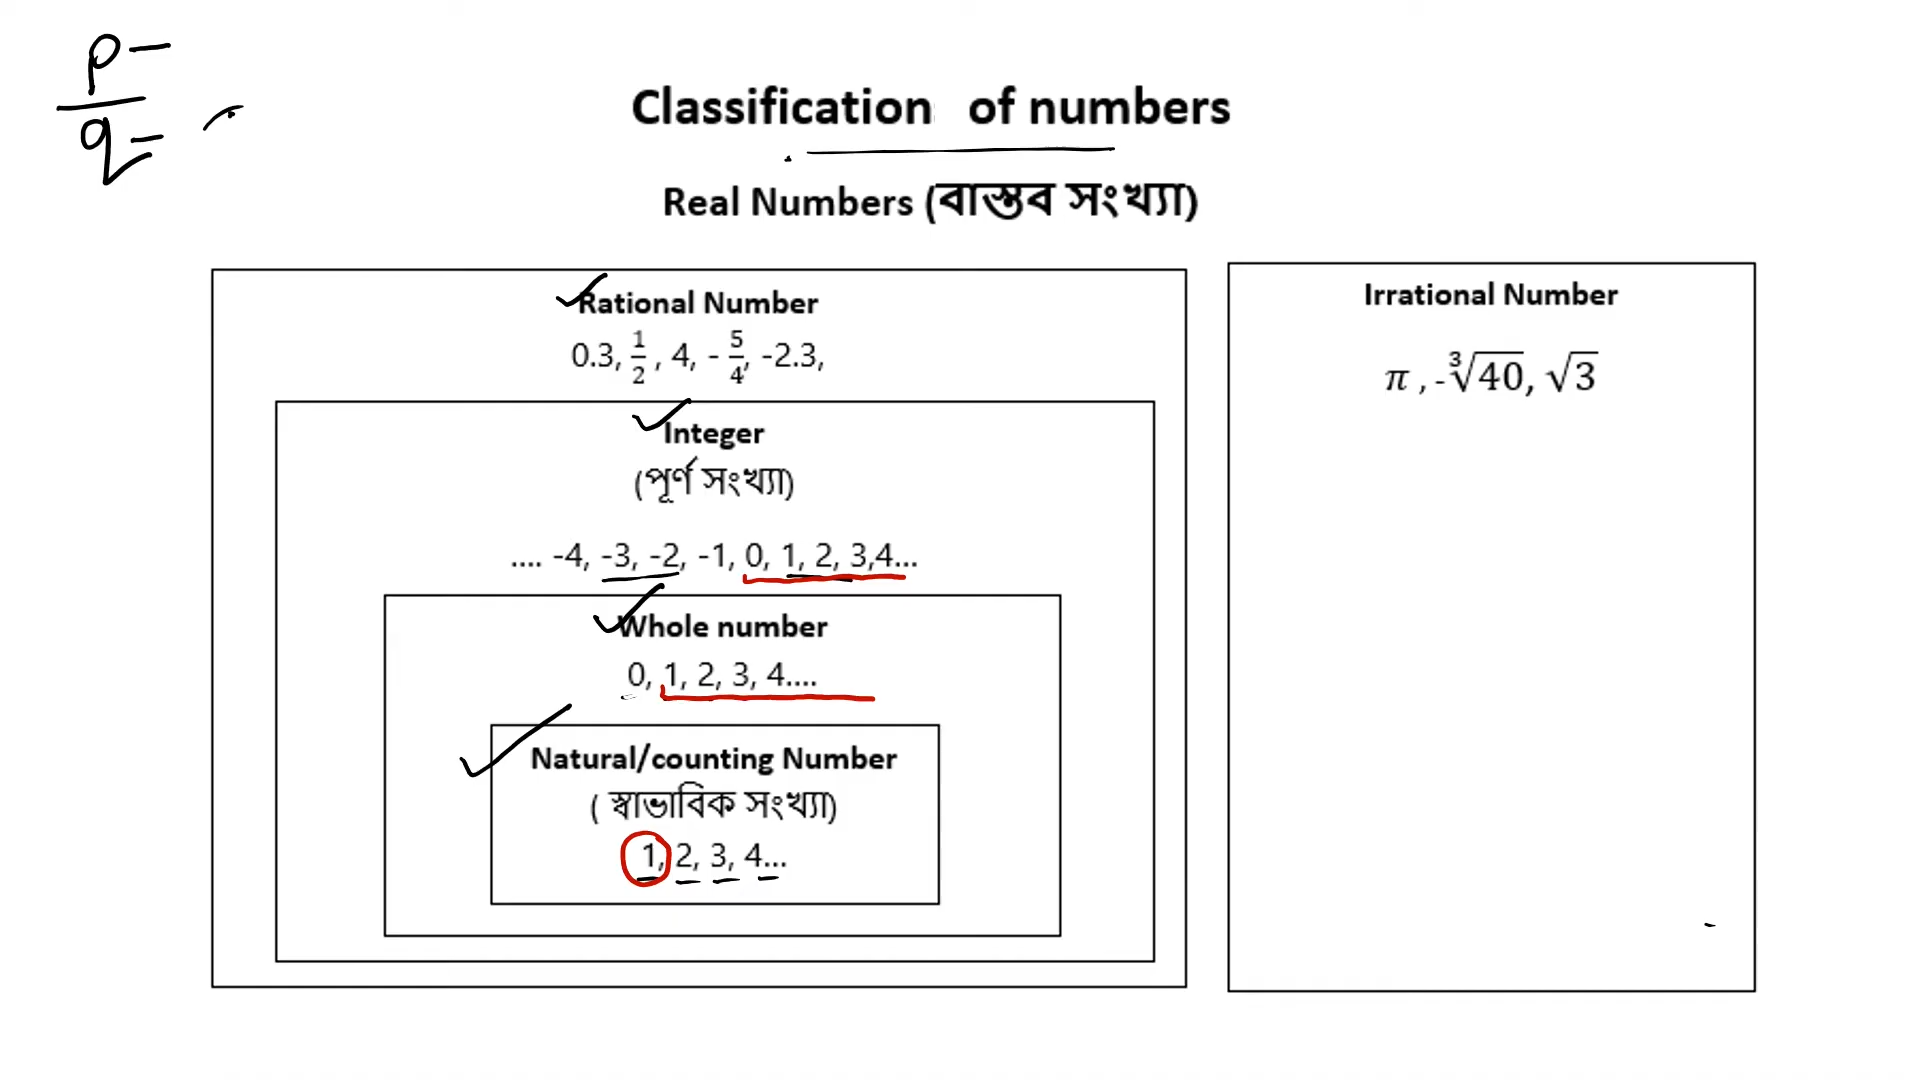 p
q
Classification of numbers
Real Numbers (বাস্তব সংখ্যা)
Rational Number
0.3, 1/2 , 4, - 5/4, -2.3,
Integer
(পূর্ণ সংখ্যা)
.... -4, -3, -2, -1, 0, 1, 2, 3,4...
Whole number
0, 1, 2, 3, 4....
Natural/counting Number
( স্বাভাবিক সংখ্যা)
1, 2, 3, 4...
Irrational Number
π , -∛40, √3